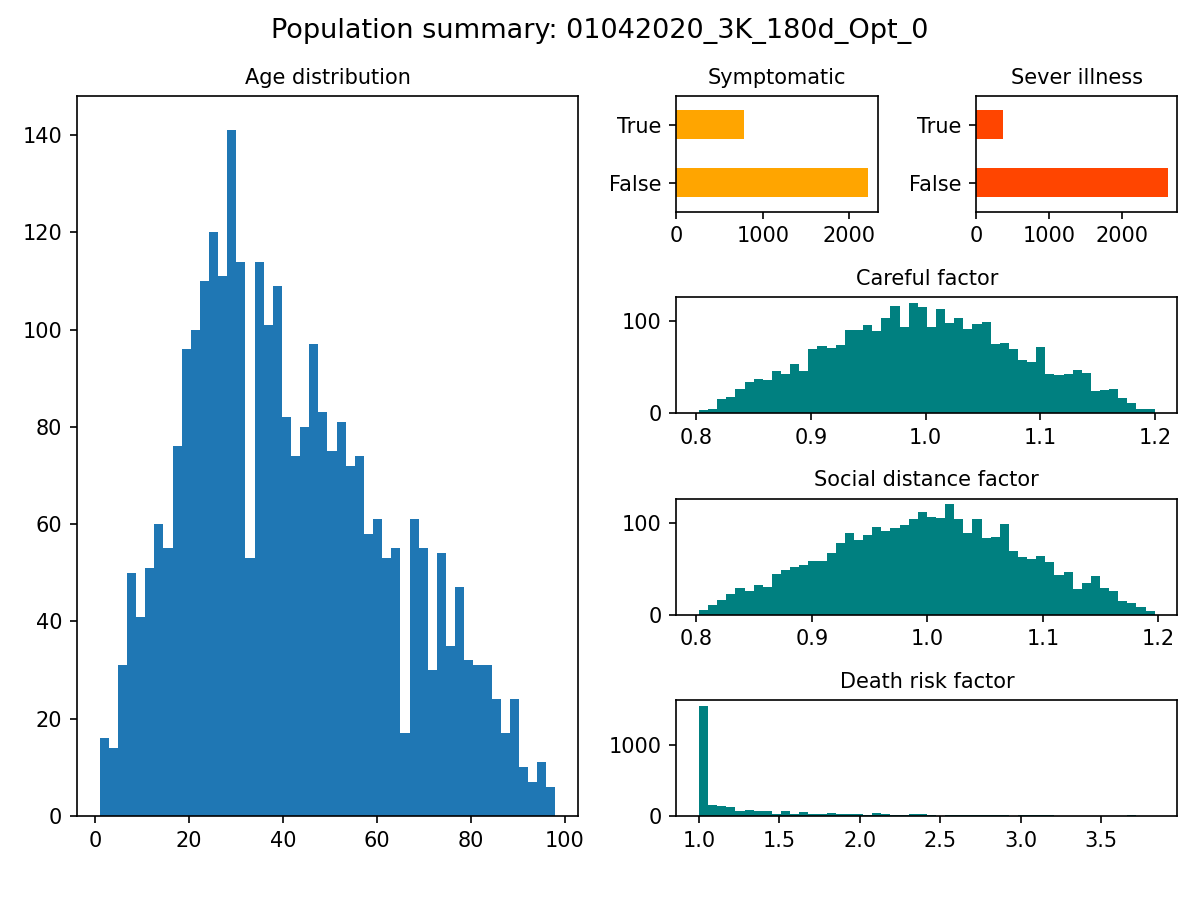 Population summary: 01042020_3K_180d_Opt_0
Age distribution
140
120
100
80
60
40
20
0
0 20 40 60 80 100
Symptomatic
True
False
0 1000 2000
Sever illness
True
False
0 1000 2000
Careful factor
100
0
0.8 0.9 1.0 1.1 1.2
Social distance factor
100
0
0.8 0.9 1.0 1.1 1.2
Death risk factor
1000
0
1.0 1.5 2.0 2.5 3.0 3.5